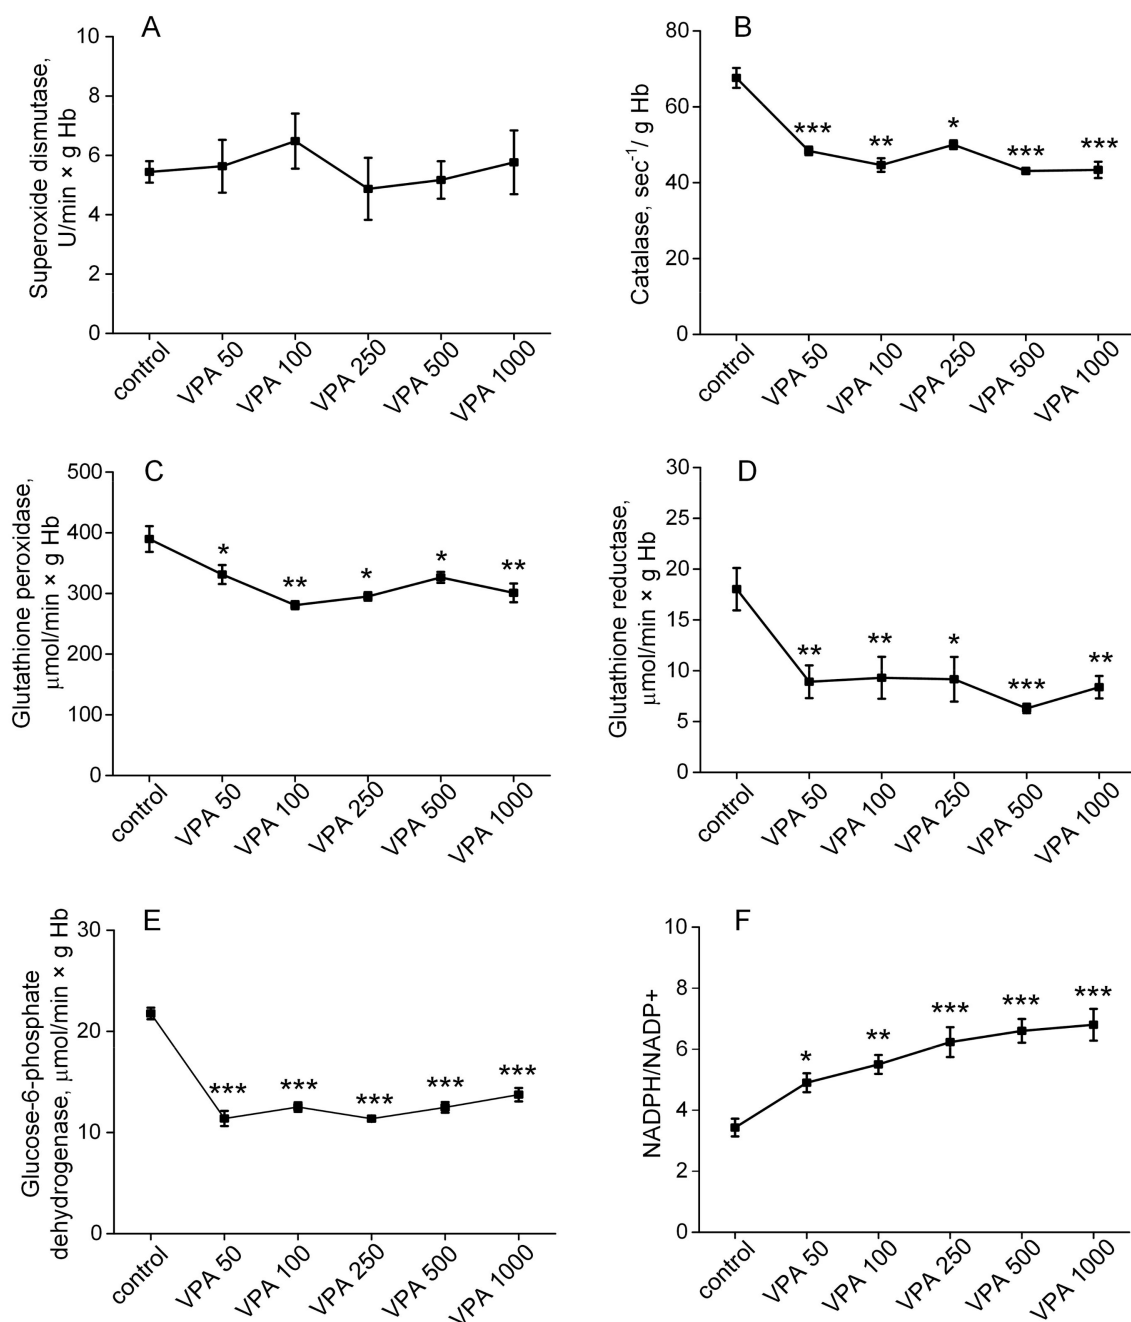 A
Superoxide dismutase,
U/min × g Hb
10
8
6
4
2
0
control
VPA 50
VPA 100
VPA 250
VPA 500
VPA 1000
B
Catalase, sec⁻¹/ g Hb
80
60
40
20
0
***
**
*
***
***
control
VPA 50
VPA 100
VPA 250
VPA 500
VPA 1000
C
Glutathione peroxidase,
μmol/min × g Hb
500
400
300
200
100
0
*
**
*
*
**
control
VPA 50
VPA 100
VPA 250
VPA 500
VPA 1000
D
Glutathione reductase,
μmol/min × g Hb
30
25
20
15
10
5
0
**
**
*
***
**
control
VPA 50
VPA 100
VPA 250
VPA 500
VPA 1000
E
Glucose-6-phosphate
dehydrogenase, μmol/min × g Hb
30
20
10
0
***
***
***
***
***
control
VPA 50
VPA 100
VPA 250
VPA 500
VPA 1000
F
NADPH/NADP+
10
8
6
4
2
0
*
**
***
***
***
control
VPA 50
VPA 100
VPA 250
VPA 500
VPA 1000